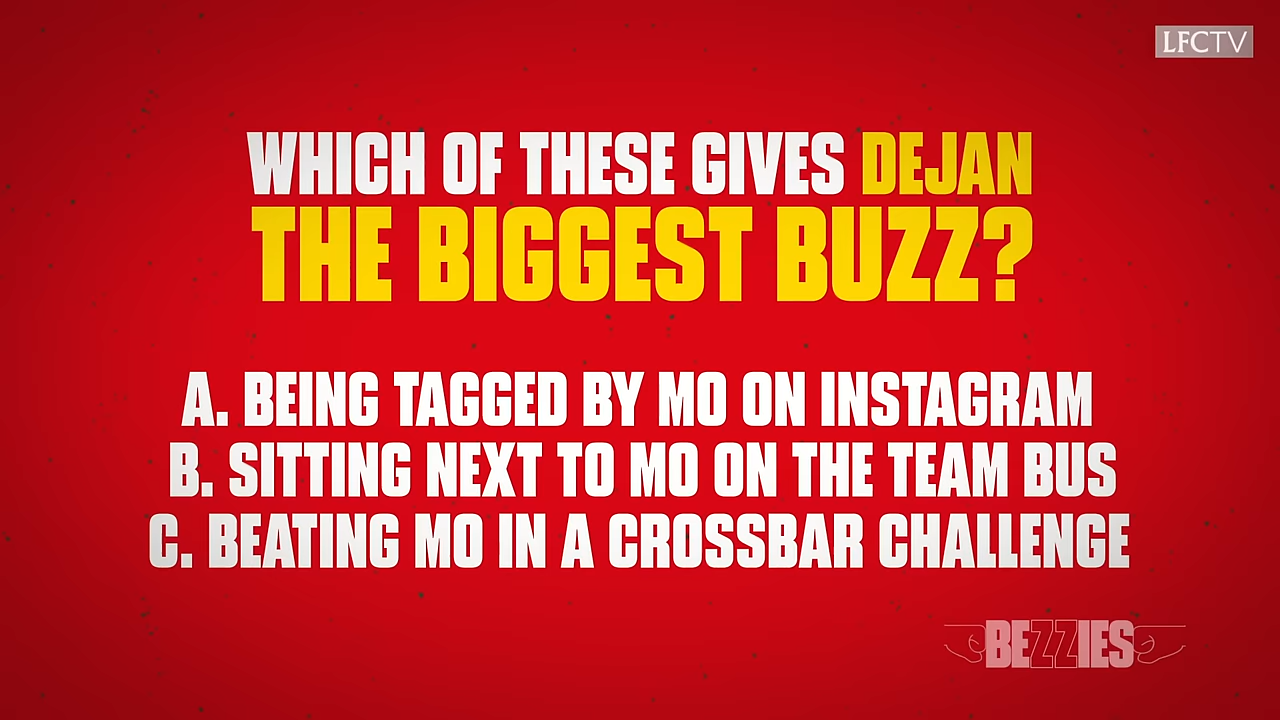 LFCTV
WHICH OF THESE GIVES DEJAN
THE BIGGEST BUZZ?
A. BEING TAGGED BY MO ON INSTAGRAM
B. SITTING NEXT TO MO ON THE TEAM BUS
C. BEATING MO IN A CROSSBAR CHALLENGE
BEZZIES